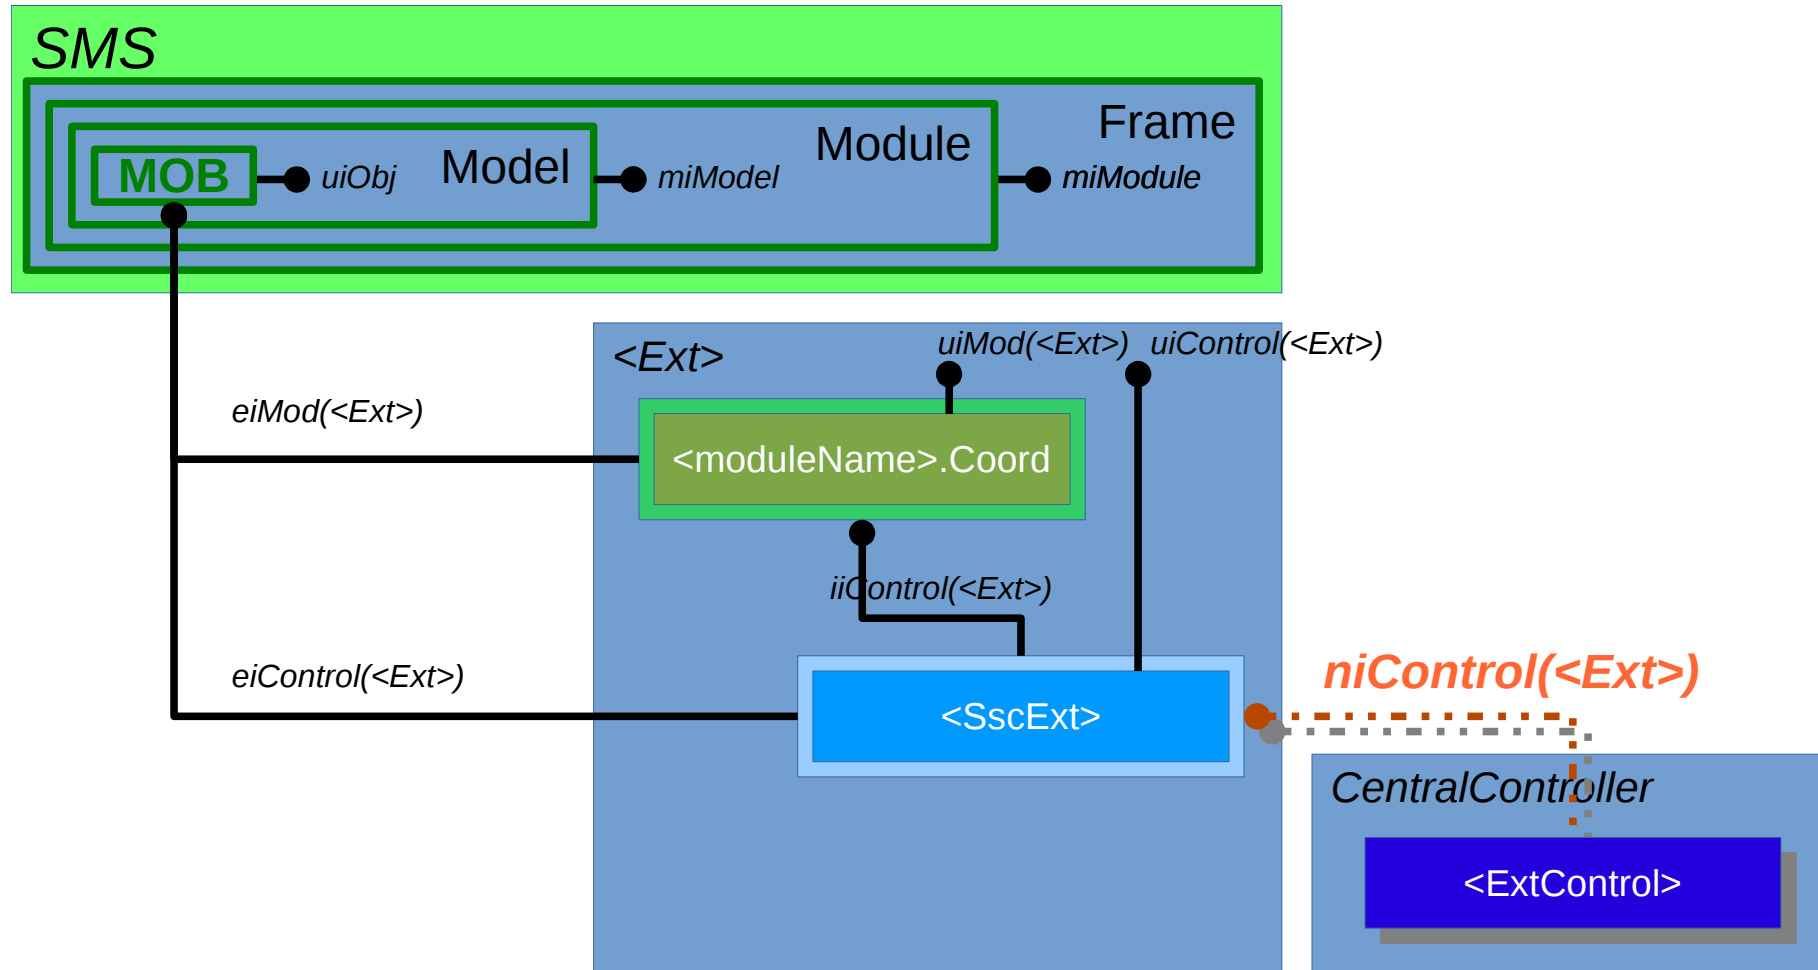 SMS
Frame
Module
Model
MOB
uiObj
miModel
miModule
<Ext>
uiMod(<Ext>)
uiControl(<Ext>)
eiMod(<Ext>)
<moduleName>.Coord
iiControl(<Ext>)
eiControl(<Ext>)
niControl(<Ext>)
<SscExt>
CentralController
<ExtControl>